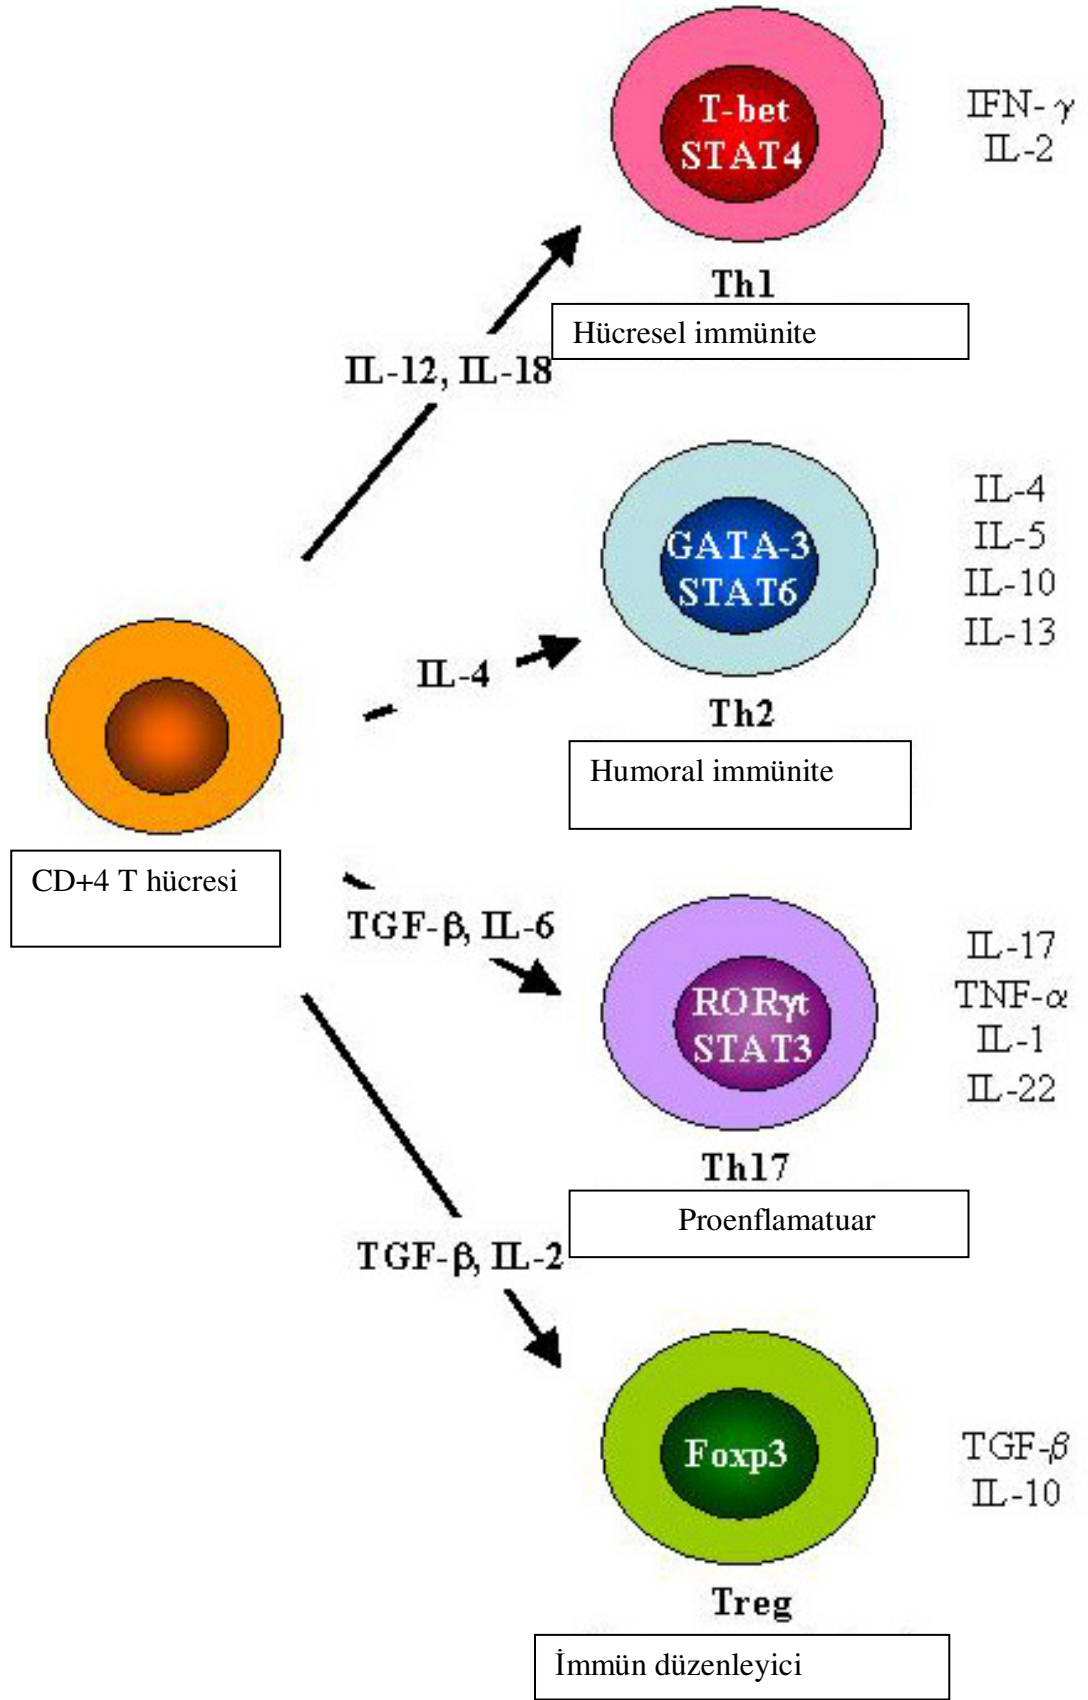 T-bet
STAT4
IFN- γ
IL-2
Th1
Hücresel immünite
IL-12, IL-18
GATA-3
STAT6
IL-4
IL-5
IL-10
IL-13
IL-4
Th2
Humoral immünite
CD+4 T hücresi
TGF-β, IL-6
RORγt
STAT3
IL-17
TNF-α
IL-1
IL-22
Th17
Proenflamatuar
TGF-β, IL-2
Foxp3
TGF-β
IL-10
Treg
İmmün düzenleyici